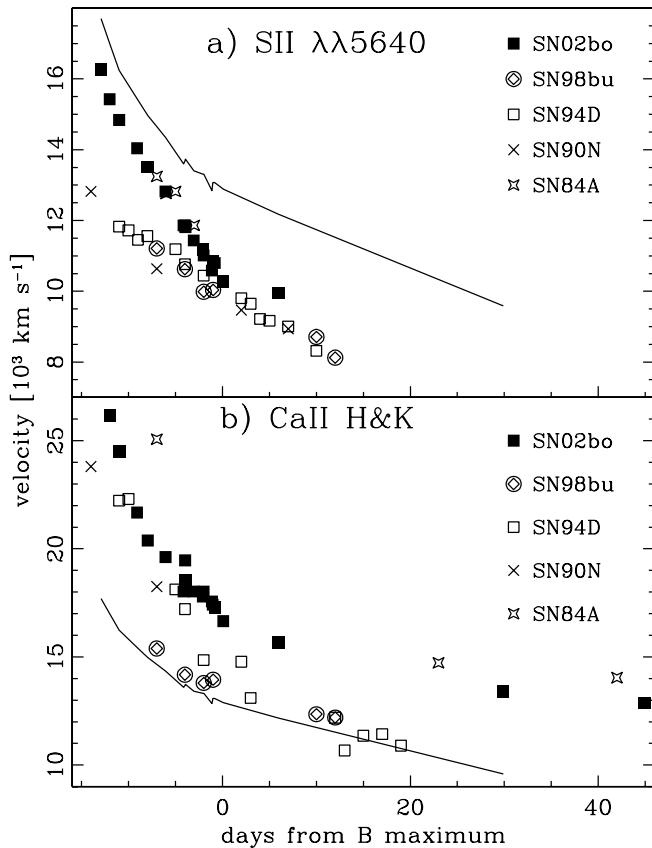 a) SII λλ5640
SN02bo
SN98bu
SN94D
SN90N
SN84A
16
14
12
10
8
velocity [10³ km s⁻¹]
b) CaII H&K
SN02bo
SN98bu
SN94D
SN90N
SN84A
25
20
15
10
0 20 40
days from B maximum